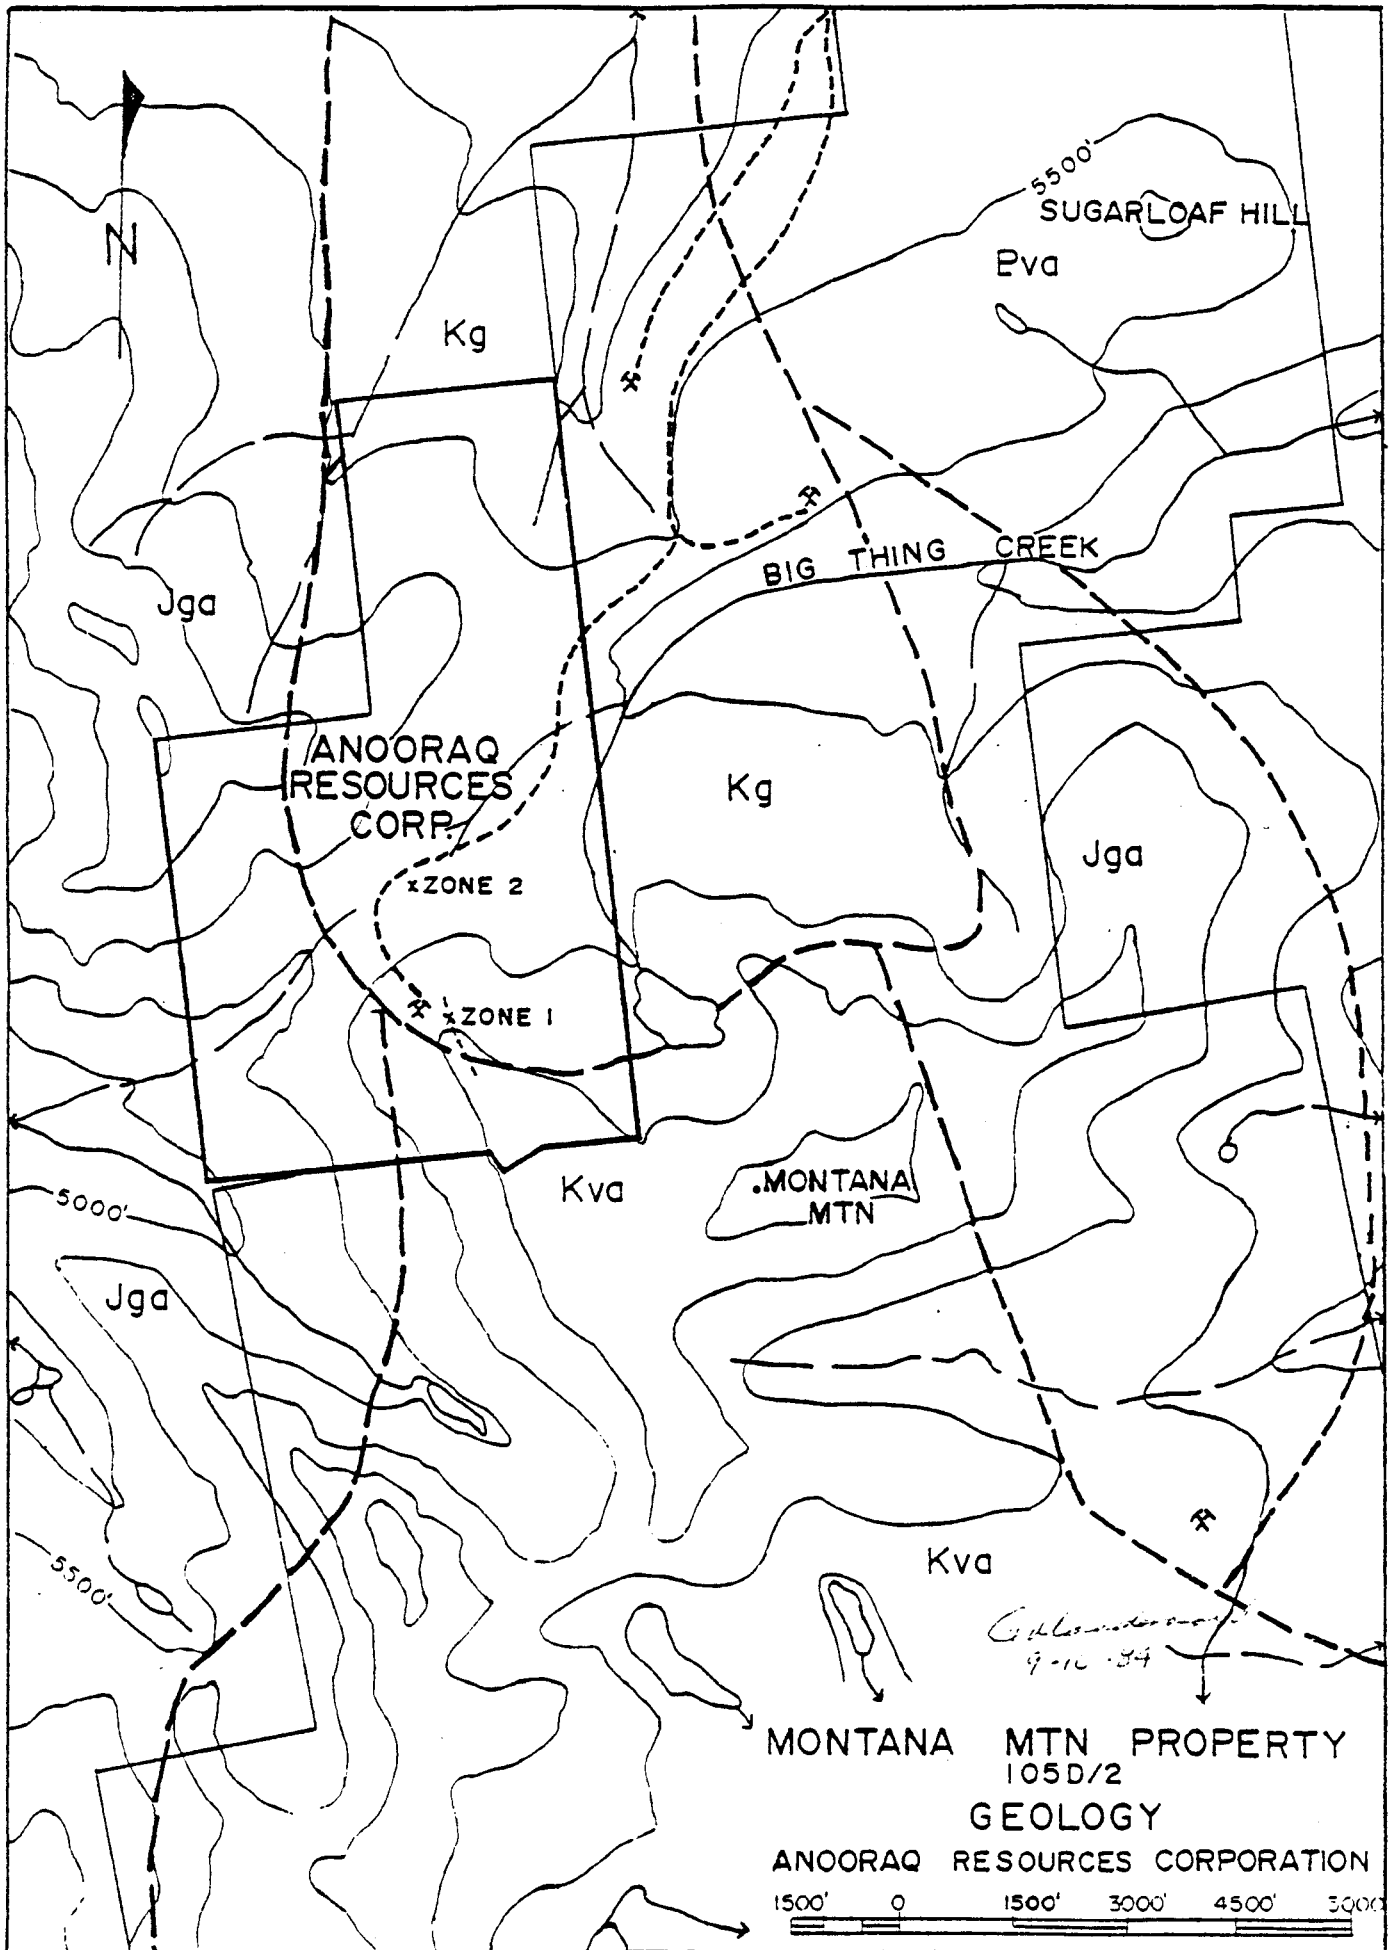 N
5500'
SUGARLOAF HILL
Pva
Kg
BIG THING CREEK
Jga
ANOORAQ
RESOURCES
CORP.
Kg
Jga
xZONE 2
xZONE 1
Kva
.MONTANA
MTN
5000'
Jga
5500'
Kva
9-10-84
MONTANA MTN PROPERTY
105D/2
GEOLOGY
ANOORAQ RESOURCES CORPORATION
1500' 0 1500' 3000' 4500'